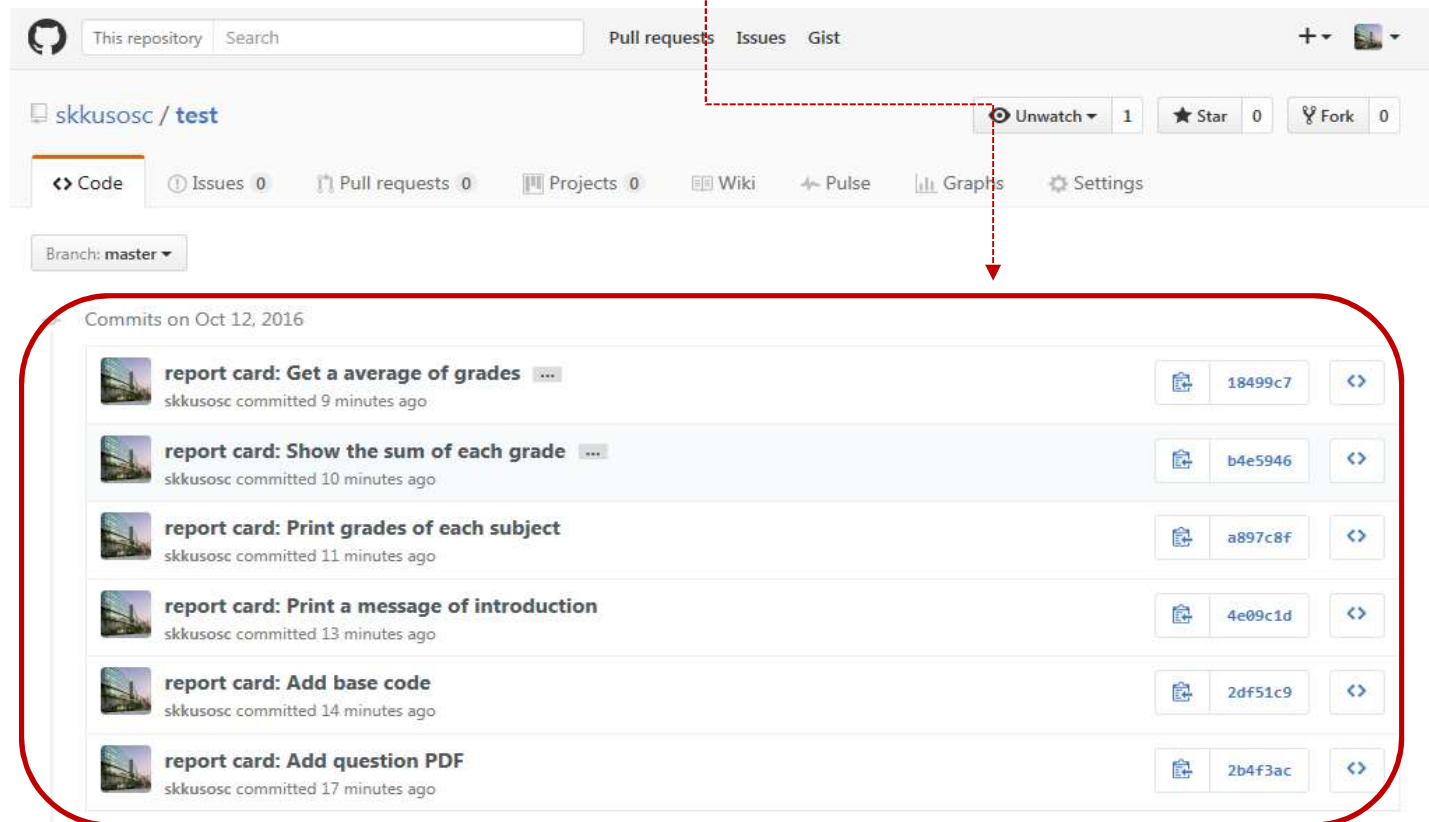 This repository Search Pull requests Issues Gist
skkusosc / test Unwatch 1 Star 0 Fork 0
Code Issues 0 Pull requests 0 Projects 0 Wiki Pulse Graphs Settings
Branch: master
Commits on Oct 12, 2016
report card: Get a average of grades ...
skkusosc committed 9 minutes ago
18499c7
report card: Show the sum of each grade ...
skkusosc committed 10 minutes ago
b4e5946
report card: Print grades of each subject
skkusosc committed 11 minutes ago
a897c8f
report card: Print a message of introduction
skkusosc committed 13 minutes ago
4e09c1d
report card: Add base code
skkusosc committed 14 minutes ago
2df51c9
report card: Add question PDF
skkusosc committed 17 minutes ago
2b4f3ac